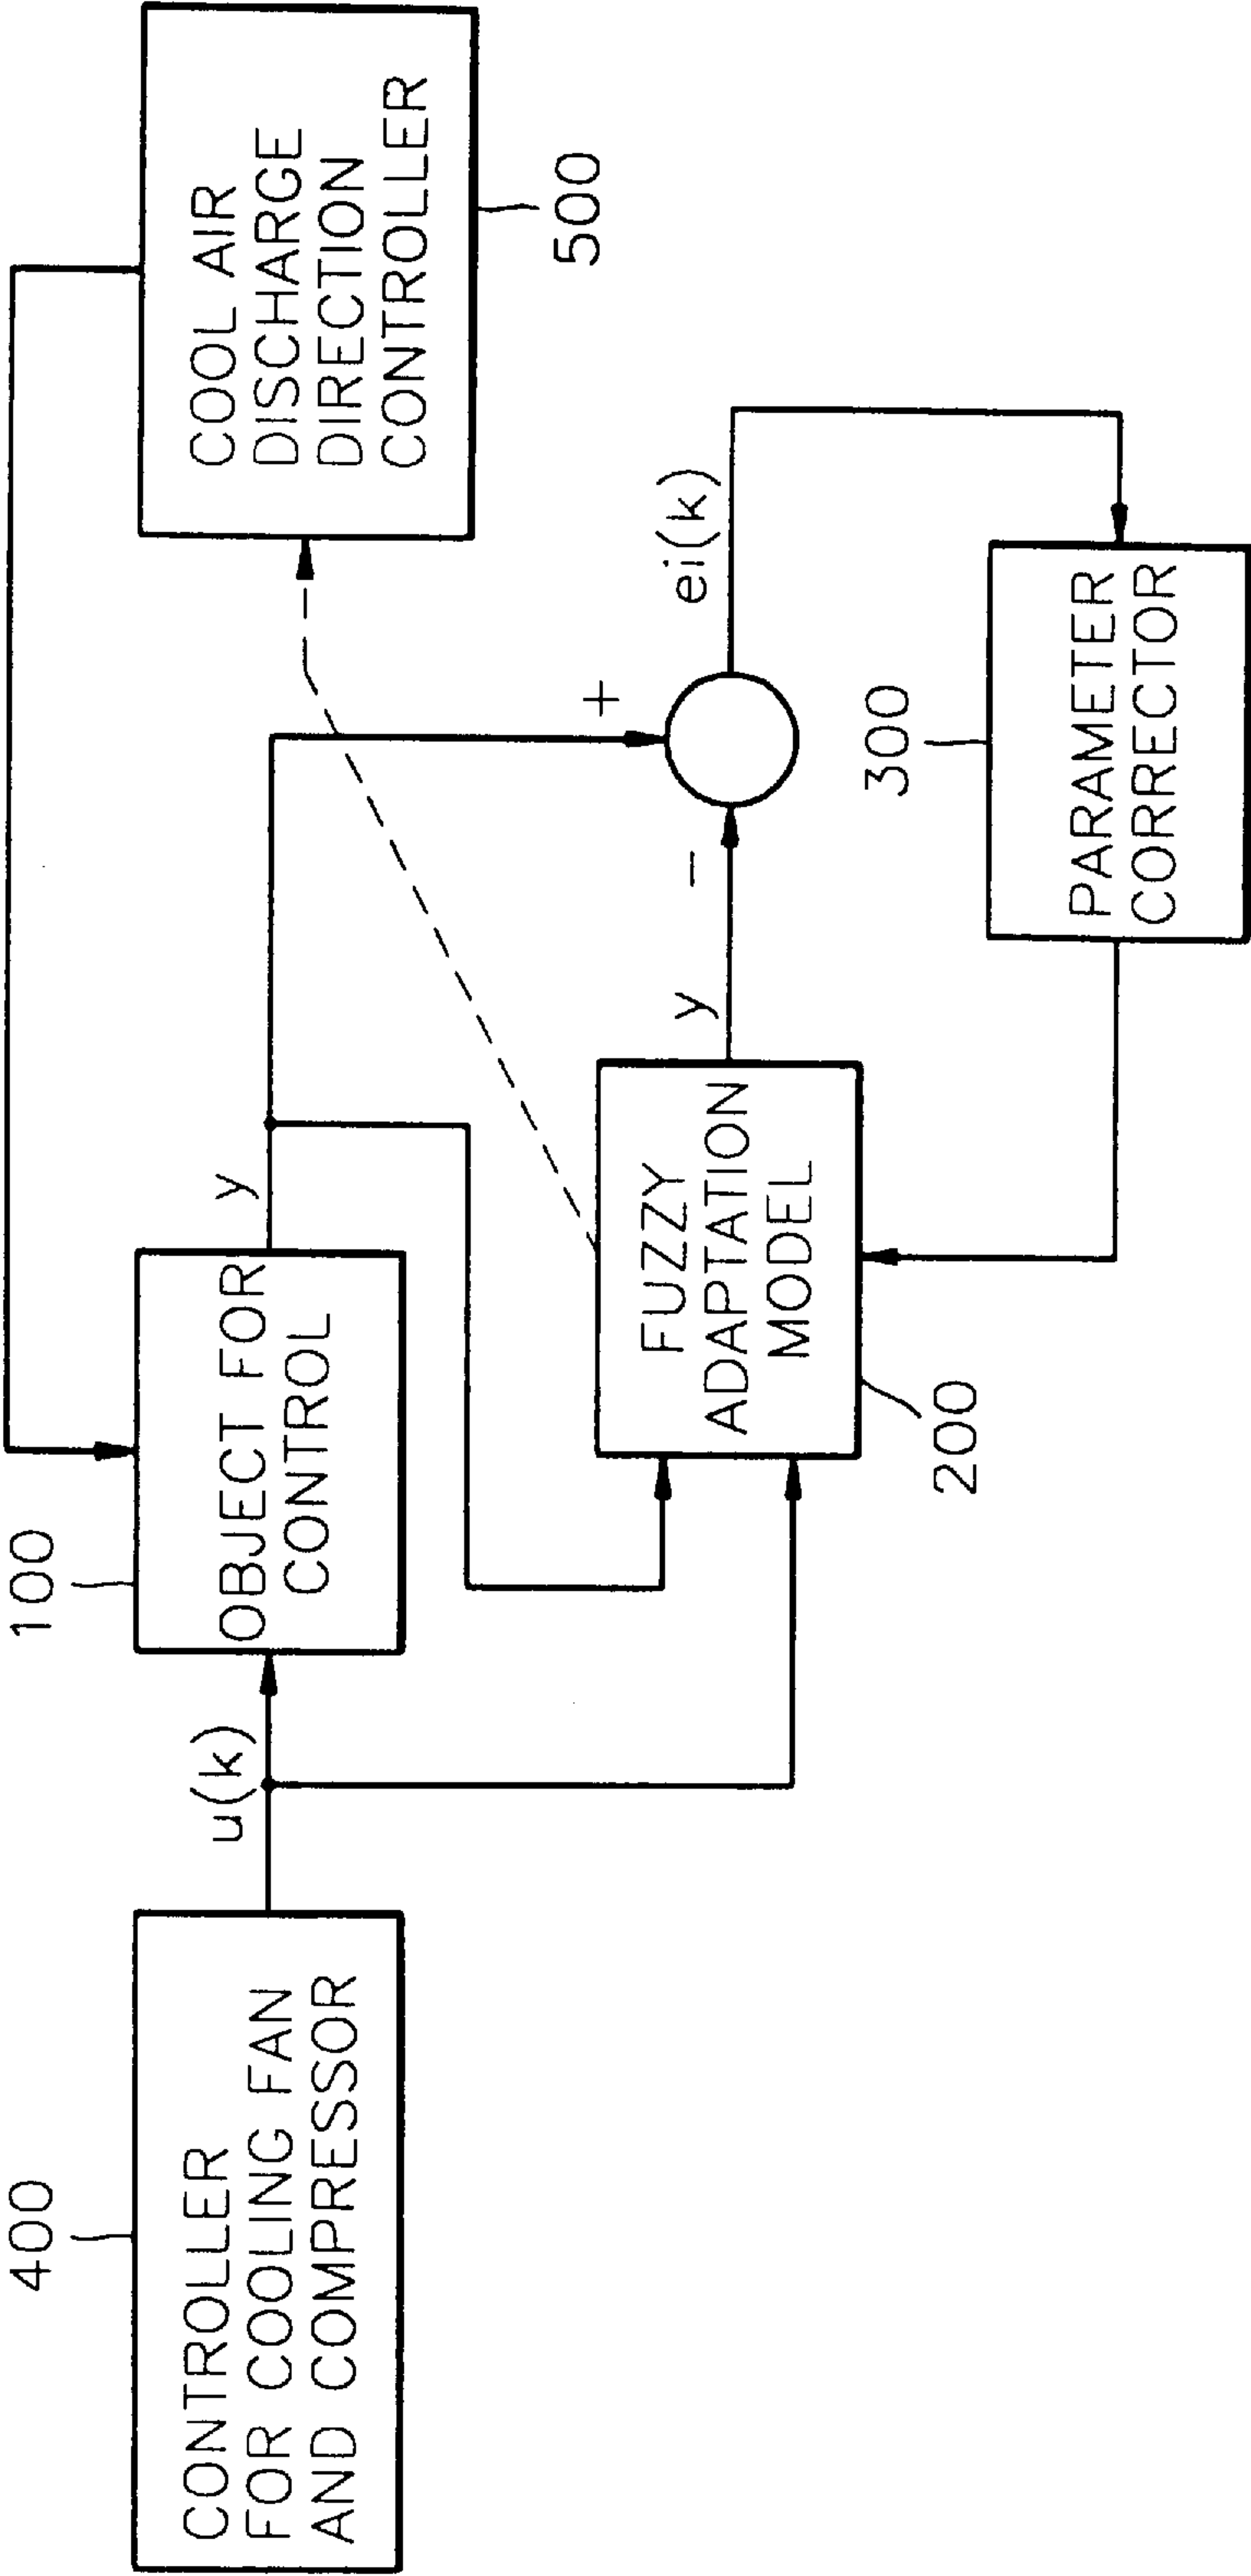 400
CONTROLLER
FOR COOLING FAN
AND COMPRESSOR
u(k)
100
OBJECT FOR
CONTROL
y
COOL AIR
DISCHARGE
DIRECTION
CONTROLLER
500
FUZZY
ADAPTATION
MODEL
200
y
-
+
ei(k)
300
PARAMETER
CORRECTOR